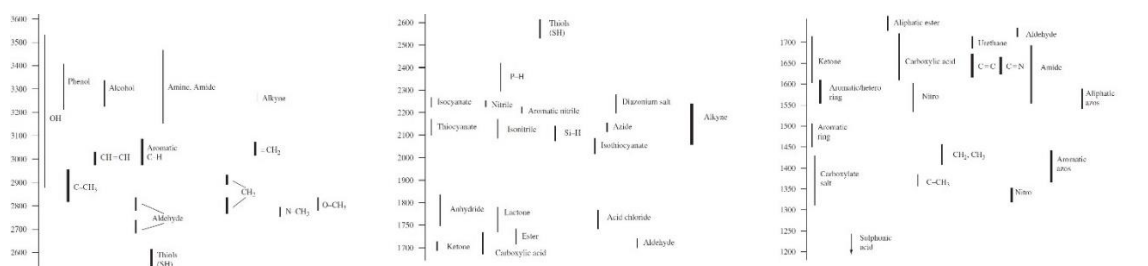 3600
3500
3400
3300
3200
3100
3000
2900
2800
2700
2600
OH
Phenol
Alcohol
Amine. Amide
Alkyne
CH=CH
Aromatic
C–H
=CH₂
C–CH₃
CH₂
Aldehyde
N–CH₃
O–CH₃
Thiols
(SH)
2600
2500
2400
2300
2200
2100
2000
1900
1800
1750
1700
Thiols
(SH)
P–H
Isocyanate
Nitrile
Aromatic nitrile
Diazonium salt
Alkyne
Thiocyanate
Isonitrile
Si–H
Azide
Isothiocyanate
Anhydride
Lactone
Acid chloride
Ester
Aldehyde
Ketone
Carboxylic acid
1700
1650
1600
1550
1500
1450
1400
1350
1300
1250
1200
Aliphatic ester
Urethane
Aldehyde
Ketone
Carboxylic acid
C=C
C=N
Amide
Aromatic/hetero
ring
Nitro
Aliphatic
azos
Aromatic
ring
CH₂, CH₃
Aromatic
azos
Carboxylate
salt
C–CH₃
Nitro
Sulphonic
acid